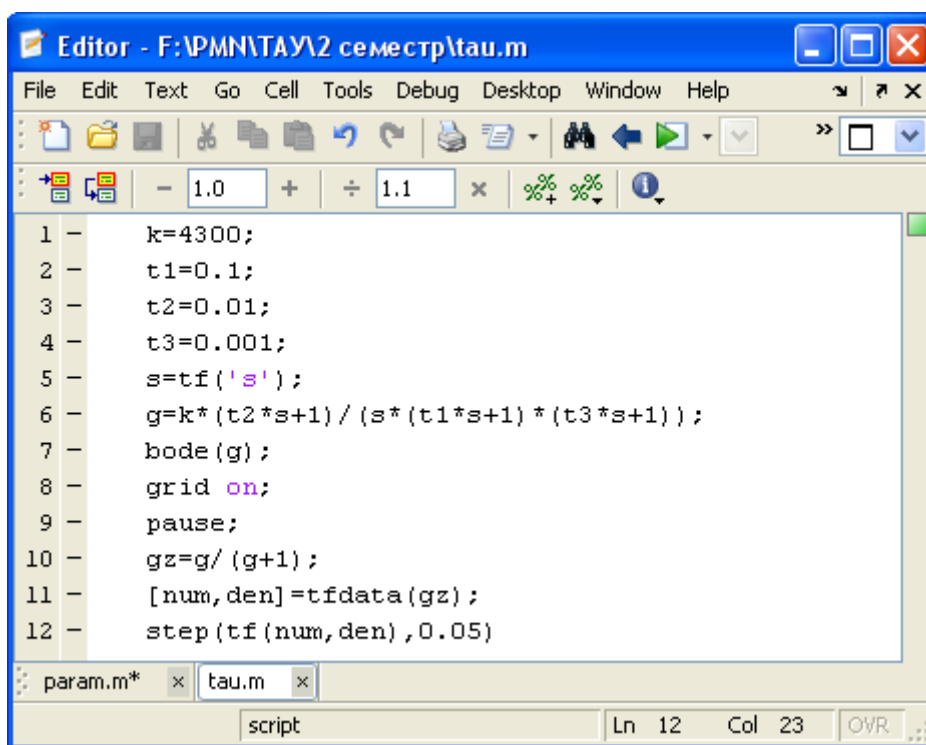 Editor - F:\PMN\ТАУ\2 семестр\tau.m
File Edit Text Go Cell Tools Debug Desktop Window Help
- 1.0 + ÷ 1.1 ×
1 - k=4300;
2 - t1=0.1;
3 - t2=0.01;
4 - t3=0.001;
5 - s=tf('s');
6 - g=k*(t2*s+1)/(s*(t1*s+1)*(t3*s+1));
7 - bode(g);
8 - grid on;
9 - pause;
10 - gz=g/(g+1);
11 - [num,den]=tfdata(gz);
12 - step(tf(num,den),0.05)
param.m* × tau.m ×
script Ln 12 Col 23 OVR